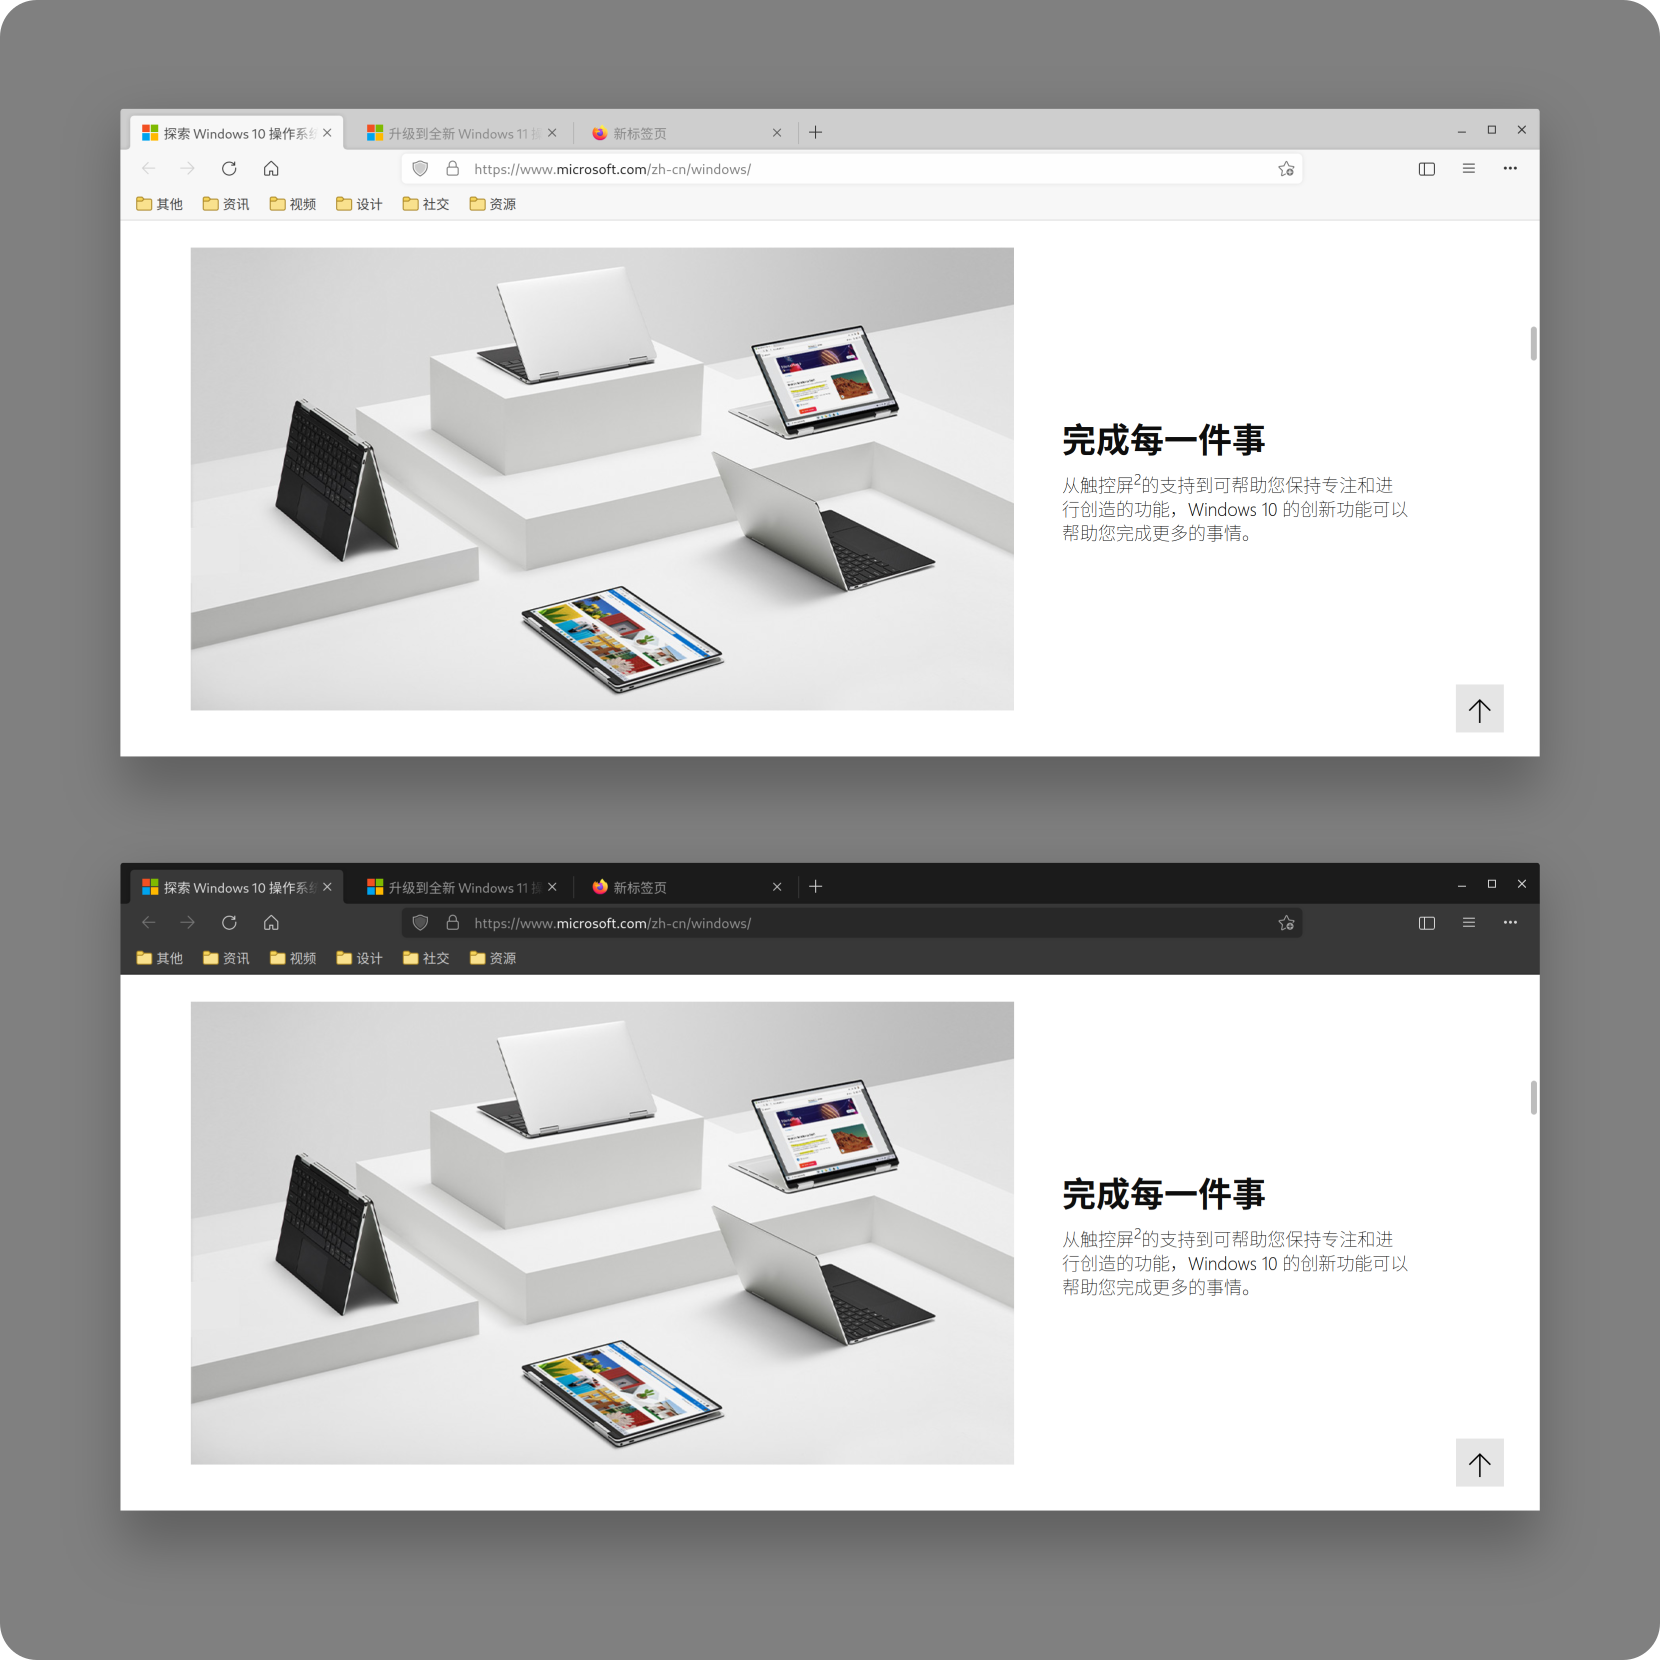 探索 Windows 10 操作系统
升级到全新 Windows 11 操
新标签页
https://www.microsoft.com/zh-cn/windows/
其他 资讯 视频 设计 社交 资源
完成每一件事
从触控屏2的支持到可帮助您保持专注和进
行创造的功能，Windows 10 的创新功能可以
帮助您完成更多的事情。
探索 Windows 10 操作系统
升级到全新 Windows 11 操
新标签页
https://www.microsoft.com/zh-cn/windows/
其他 资讯 视频 设计 社交 资源
完成每一件事
从触控屏2的支持到可帮助您保持专注和进
行创造的功能，Windows 10 的创新功能可以
帮助您完成更多的事情。